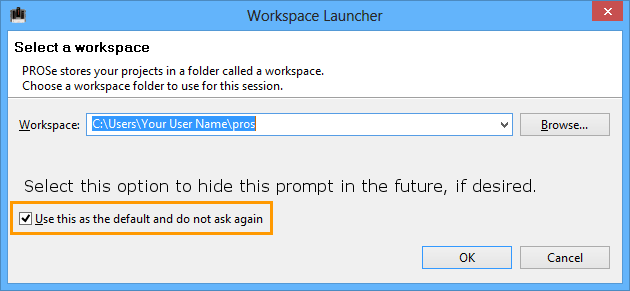 Workspace Launcher
Select a workspace
PROSe stores your projects in a folder called a workspace.
Choose a workspace folder to use for this session.
Workspace: C:\Users\Your User Name\pros Browse...
Select this option to hide this prompt in the future, if desired.
Use this as the default and do not ask again
OK Cancel